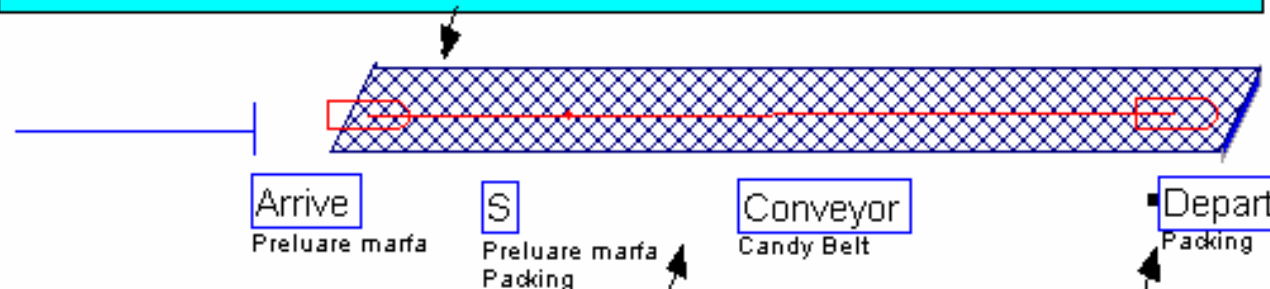 Arrive
Preluare marfa
S
Preluare marfa
Packing
Conveyor
Candy Belt
Depart
Packing